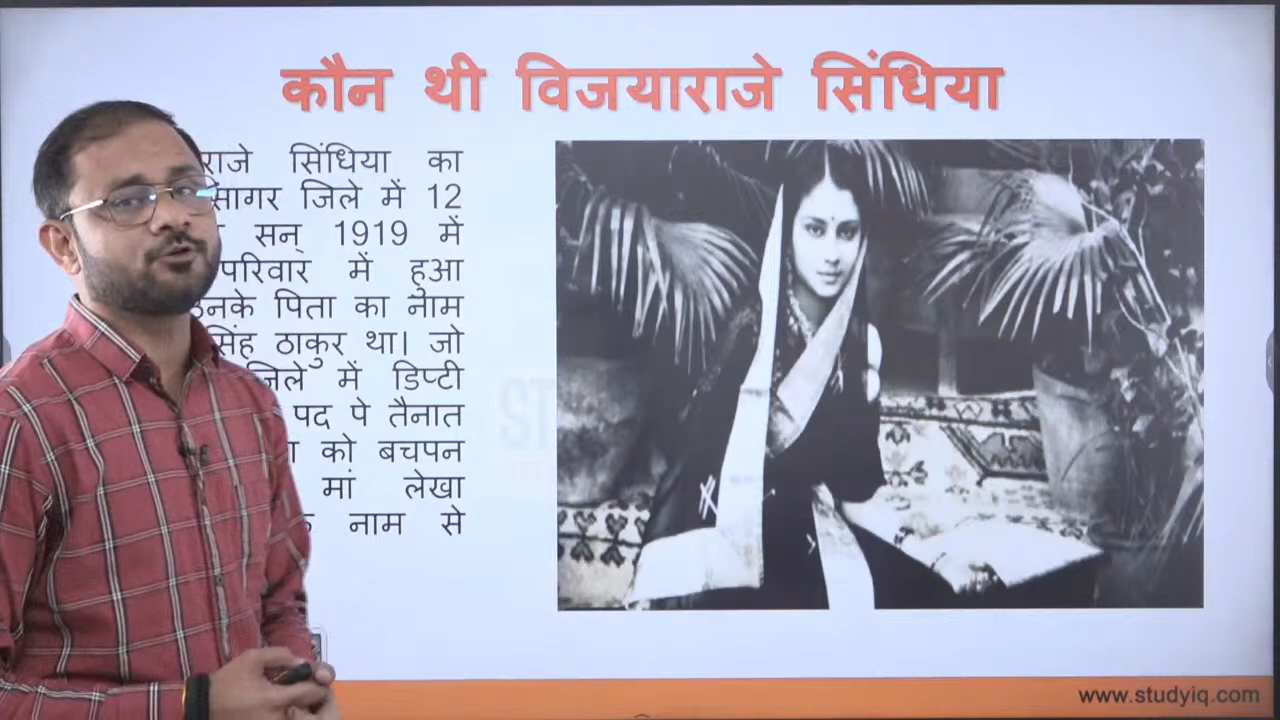 कौन थी विजयाराजे सिंधिया
राजे सिंधिया का
सागर जिले में 12
सन् 1919 में
परिवार में हुआ
उनके पिता का नाम
सिंह ठाकुर था। जो
जिले में डिप्टी
पद पे तैनात
को बचपन
मां लेखा
नाम से
www.studyiq.com